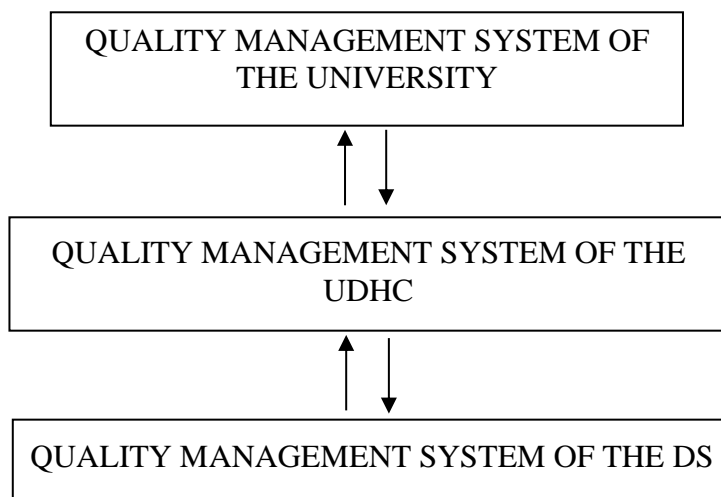 QUALITY MANAGEMENT SYSTEM OF
THE UNIVERSITY
QUALITY MANAGEMENT SYSTEM OF THE
UDHC
QUALITY MANAGEMENT SYSTEM OF THE DS